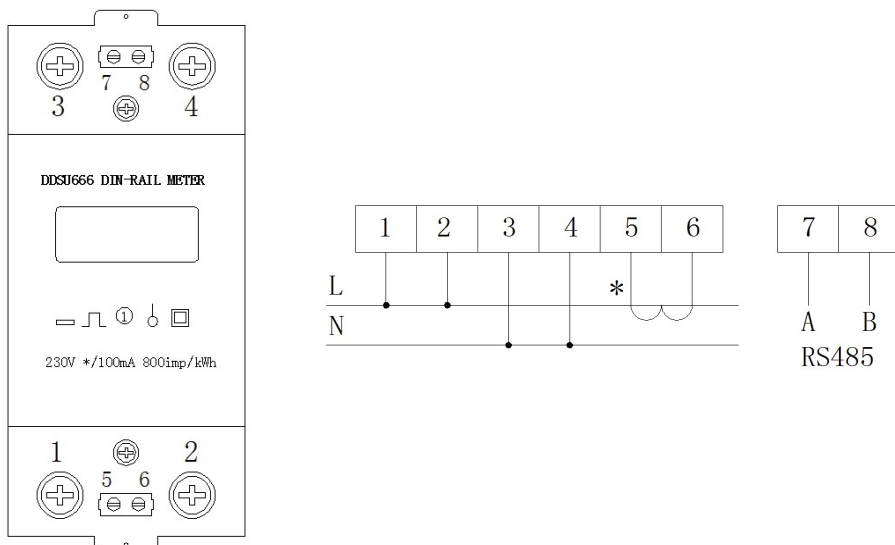 7 8
3 4
DDSU666 DIN-RAIL METER
1
230V */100mA 800imp/kWh
1 2
5 6
1 2 3 4 5 6
L
*
N
7 8
A B
RS485